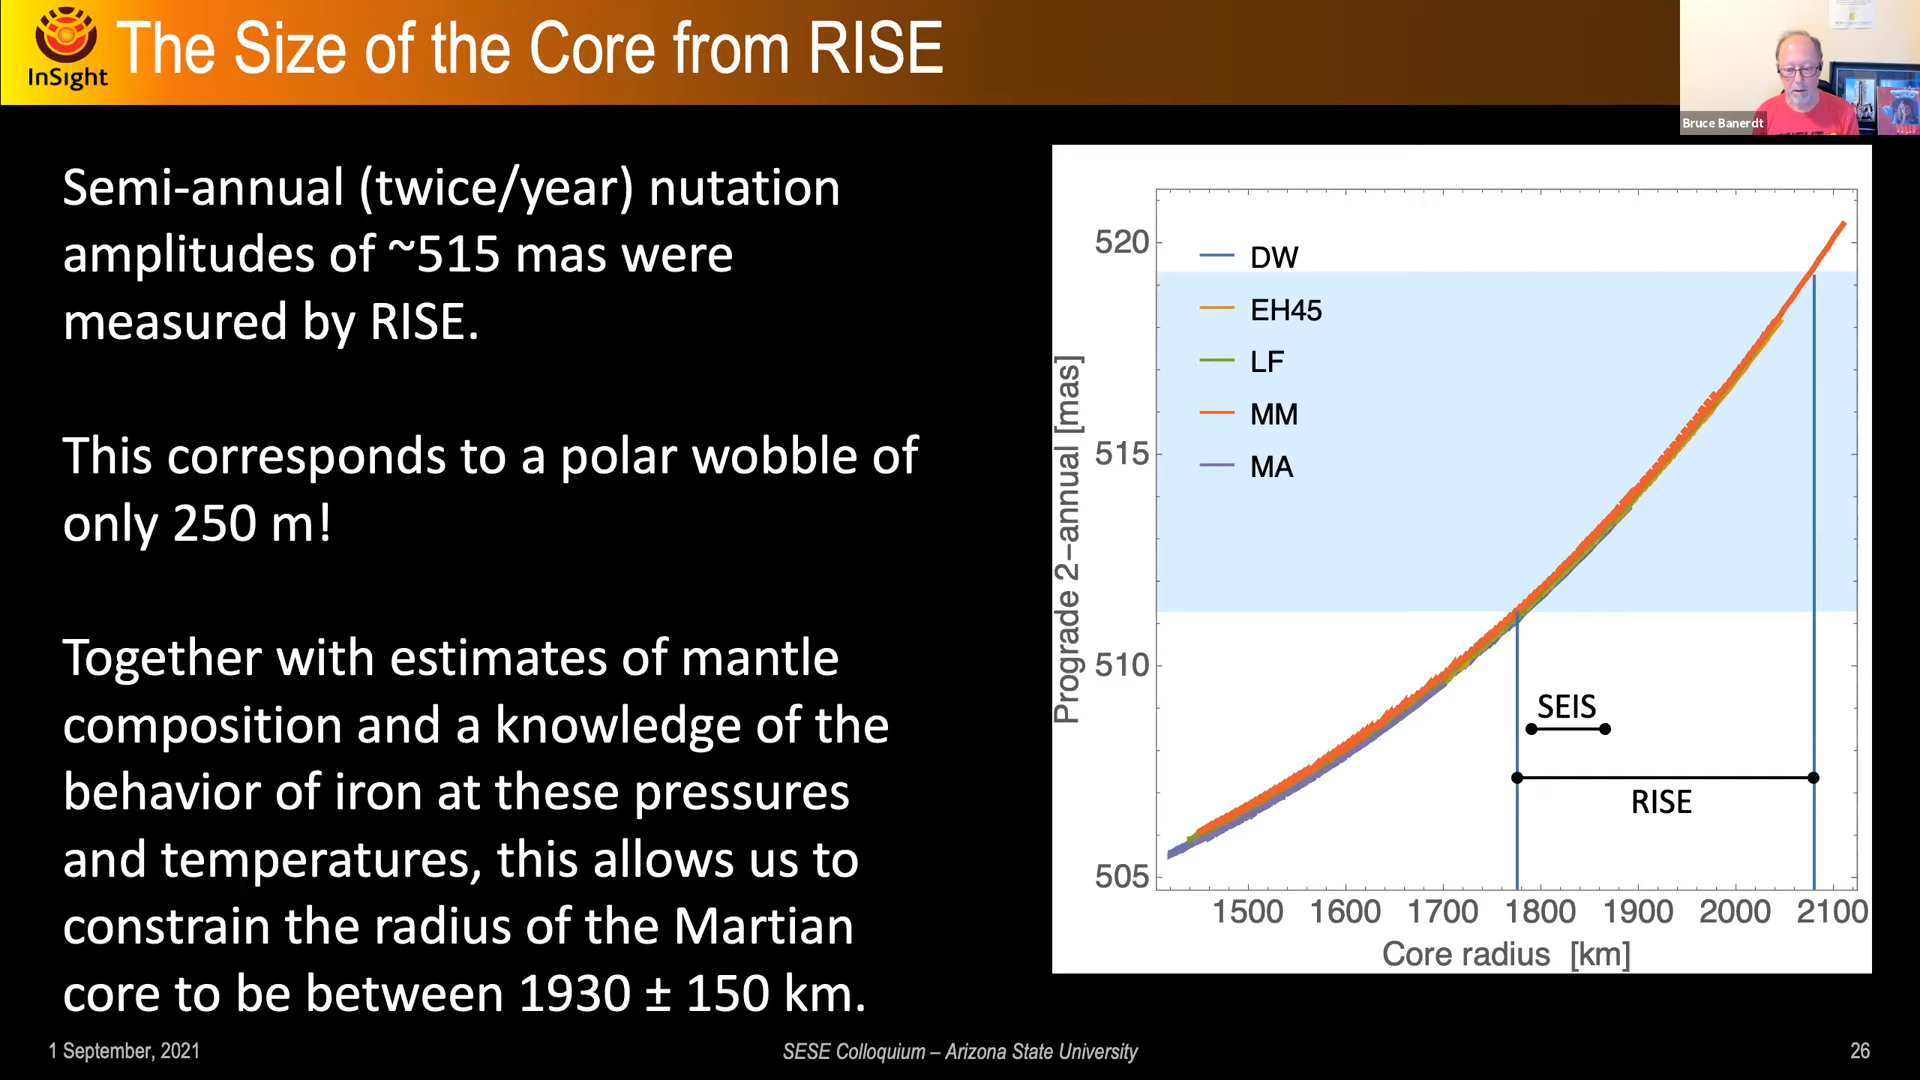 InSight
The Size of the Core from RISE
Bruce Banerdt
Semi-annual (twice/year) nutation
amplitudes of ~515 mas were
measured by RISE.
This corresponds to a polar wobble of
only 250 m!
Together with estimates of mantle
composition and a knowledge of the
behavior of iron at these pressures
and temperatures, this allows us to
constrain the radius of the Martian
core to be between 1930 ± 150 km.
Prograde 2-annual [mas]
520
515
510
505
DW
EH45
LF
MM
MA
SEIS
RISE
1500 1600 1700 1800 1900 2000 2100
Core radius [km]
1 September, 2021
SESE Colloquium – Arizona State University
26